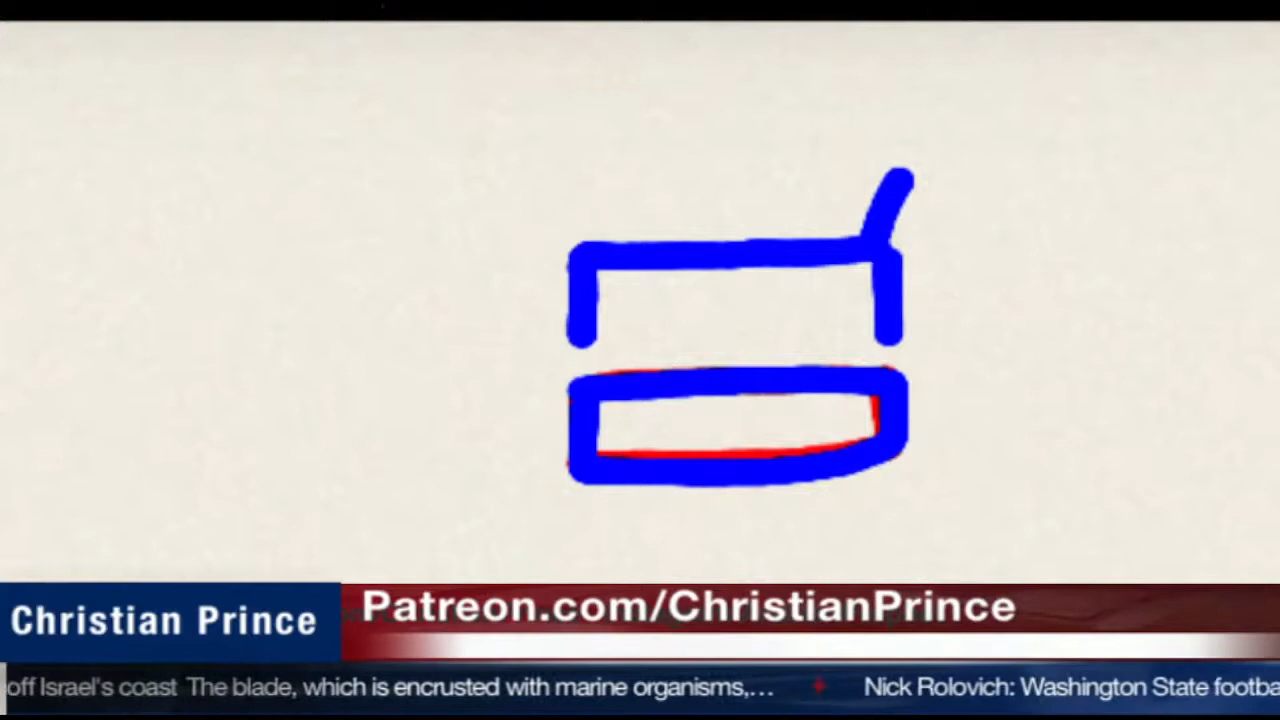 Patreon.com/ChristianPrince
Christian Prince
off Israel's coast The blade, which is encrusted with marine organisms,... Nick Rolovich: Washington State footba